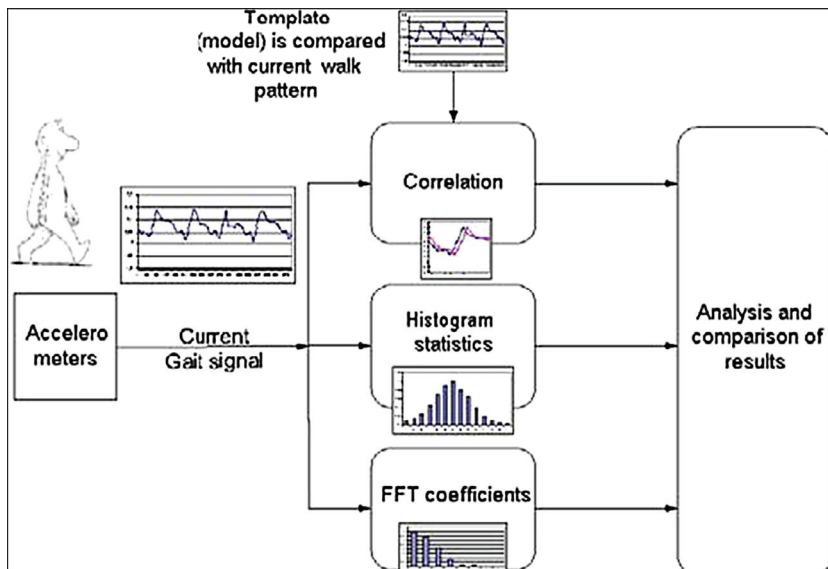 Tomplato
(model) is compared
with current walk
pattern
Correlation
Accelero
meters
Current
Gait signal
Histogram
statistics
FFT coefficients
Analysis and
comparison of
results